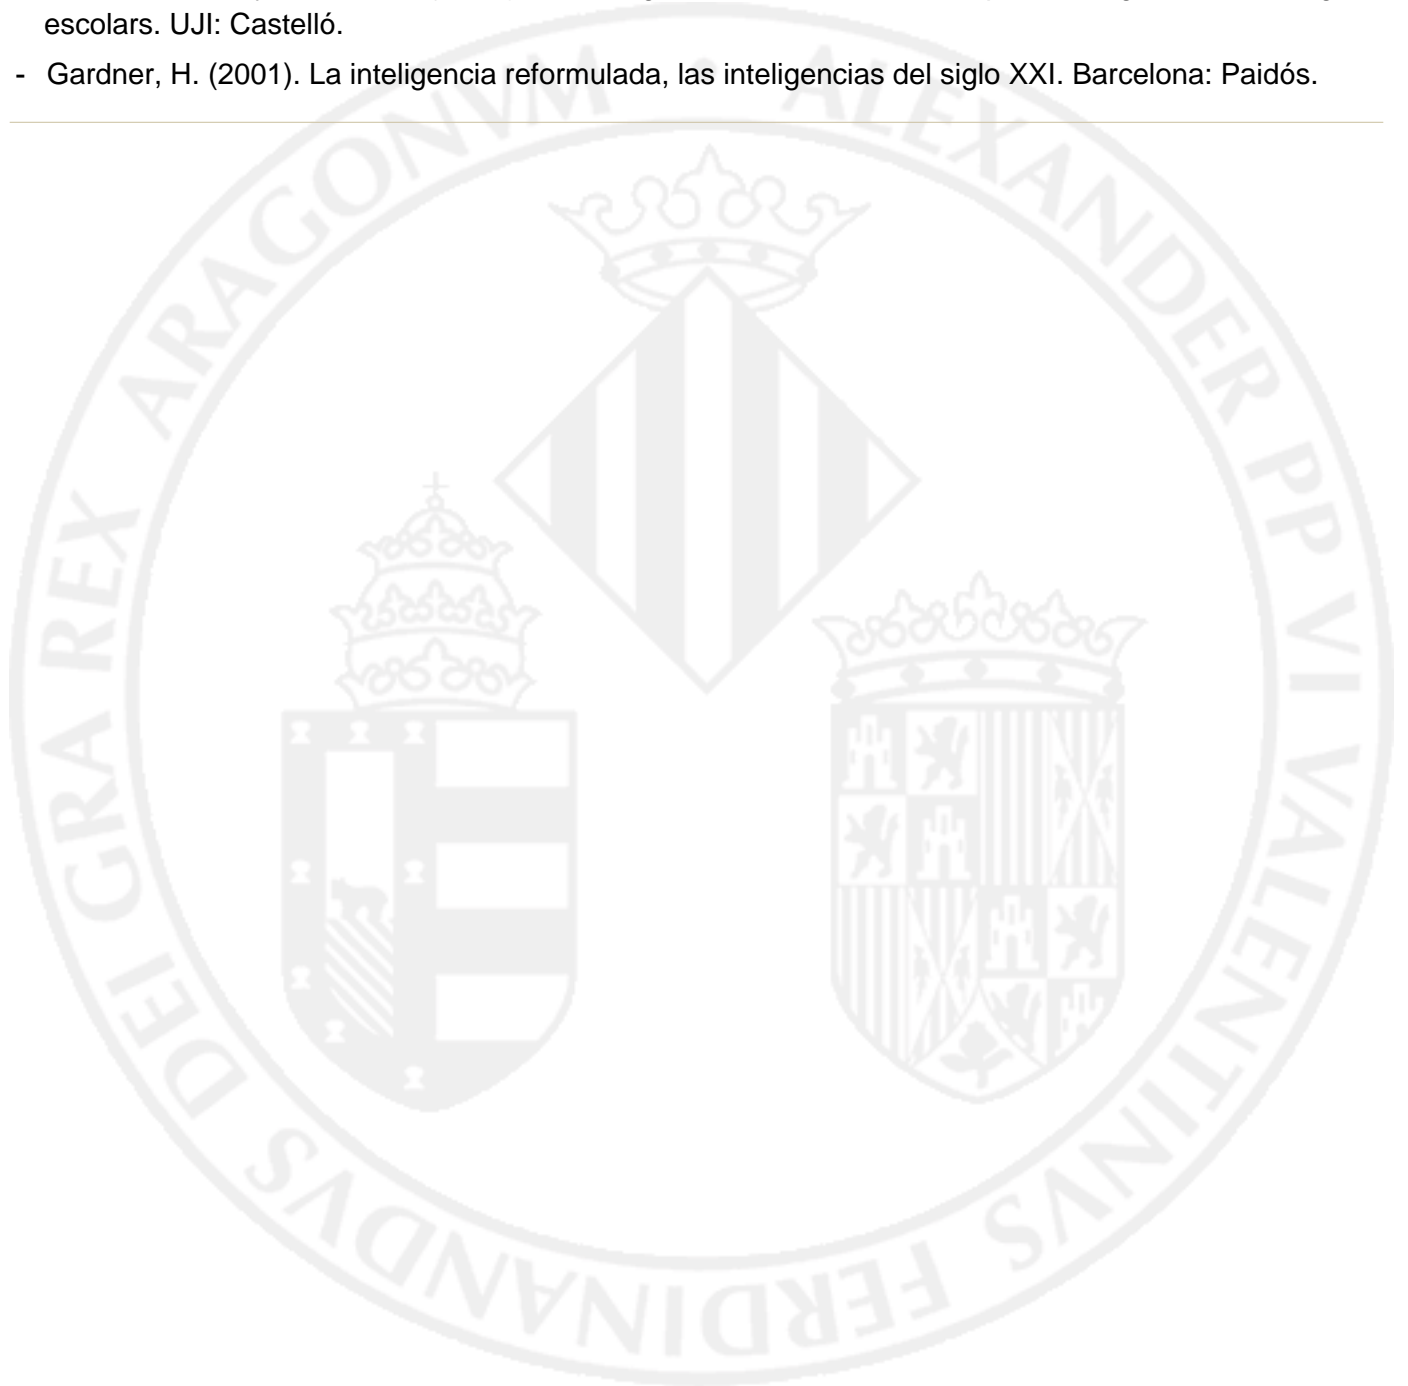 escolars. UJI: Castelló.
- Gardner, H. (2001). La inteligencia reformulada, las inteligencias del siglo XXI. Barcelona: Paidós.
ALEXANDER PP VI VALENTINVS FERDINANDVS DEI GRA REX ARAGONVM